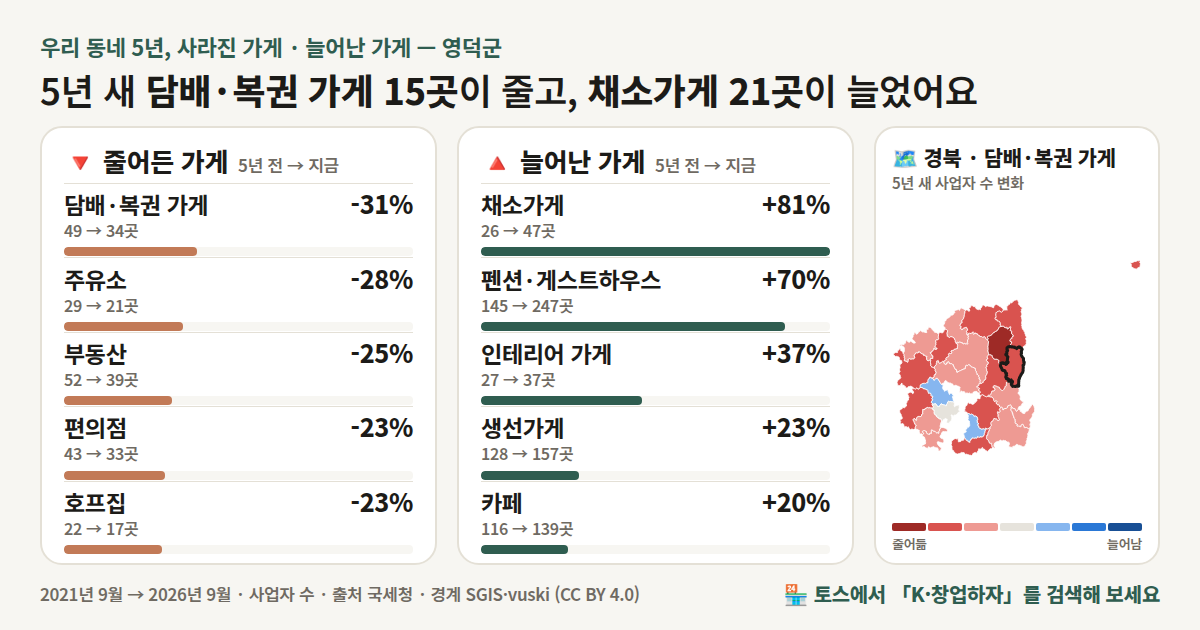 우리 동네 5년, 사라진 가게 · 늘어난 가게 — 영덕군
5년 새 담배·복권 가게 15곳이 줄고, 채소가게 21곳이 늘었어요
🔻 줄어든 가게 5년 전 → 지금
담배·복권 가게 -31%
49 → 34곳
주유소 -28%
29 → 21곳
부동산 -25%
52 → 39곳
편의점 -23%
43 → 33곳
호프집 -23%
22 → 17곳
🔺 늘어난 가게 5년 전 → 지금
채소가게 +81%
26 → 47곳
펜션·게스트하우스 +70%
145 → 247곳
인테리어 가게 +37%
27 → 37곳
생선가게 +23%
128 → 157곳
카페 +20%
116 → 139곳
🗺️ 경북 · 담배·복권 가게
5년 새 사업자 수 변화
줄어듦 늘어남
2021년 9월 → 2026년 9월 · 사업자 수 · 출처 국세청 · 경계 SGIS·vuski (CC BY 4.0)
🏪 토스에서 「K·창업하자」를 검색해 보세요